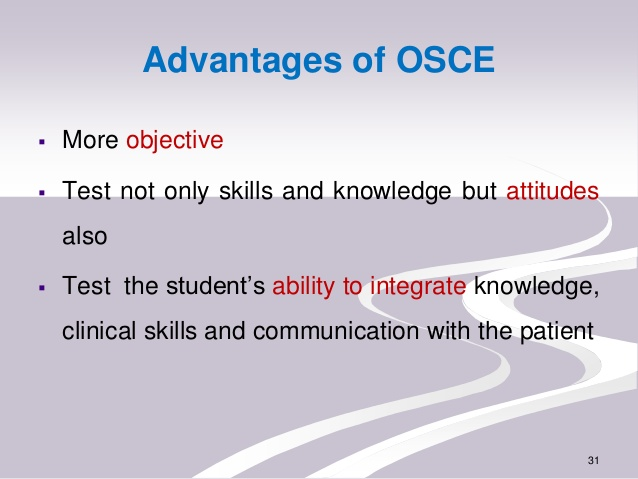 Advantages of OSCE
▪ More objective
▪ Test not only skills and knowledge but attitudes
also
▪ Test the student’s ability to integrate knowledge,
clinical skills and communication with the patient
31